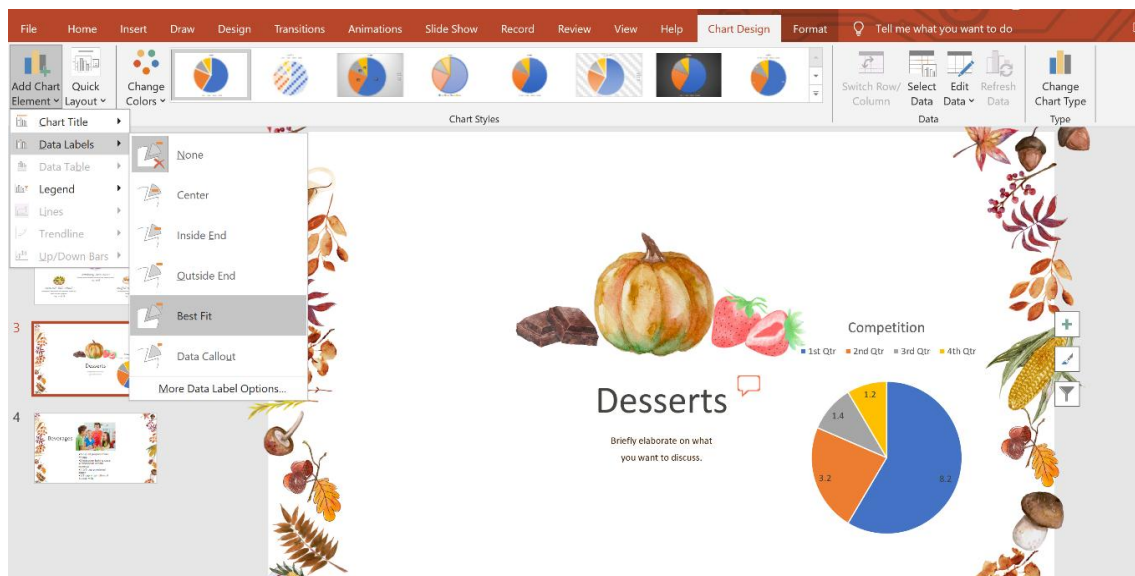 File Home Insert Draw Design Transitions Animations Slide Show Record Review View Help Chart Design Format Tell me what you want to do
Add Chart Element
Quick Layout
Change Colors
Chart Styles
Switch Row/ Column
Select Data
Edit Data
Refresh Data
Data
Change Chart Type
Type
Chart Title
Data Labels
Data Table
Legend
Lines
Trendline
Up/Down Bars
None
Center
Inside End
Outside End
Best Fit
Data Callout
More Data Label Options...
3
Desserts
4
Beverages
Desserts
Briefly elaborate on what
you want to discuss.
Competition
1st Qtr 2nd Qtr 3rd Qtr 4th Qtr
1.2
1.4
3.2
8.2